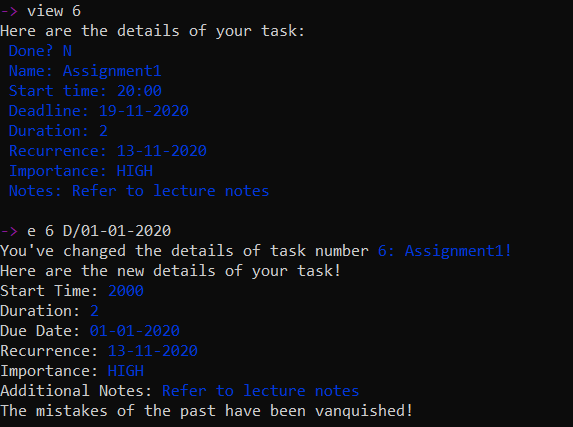 -> view 6
Here are the details of your task:
Done? N
Name: Assignment1
Start time: 20:00
Deadline: 19-11-2020
Duration: 2
Recurrence: 13-11-2020
Importance: HIGH
Notes: Refer to lecture notes
-> e 6 D/01-01-2020
You've changed the details of task number 6: Assignment1!
Here are the new details of your task!
Start Time: 2000
Duration: 2
Due Date: 01-01-2020
Recurrence: 13-11-2020
Importance: HIGH
Additional Notes: Refer to lecture notes
The mistakes of the past have been vanquished!